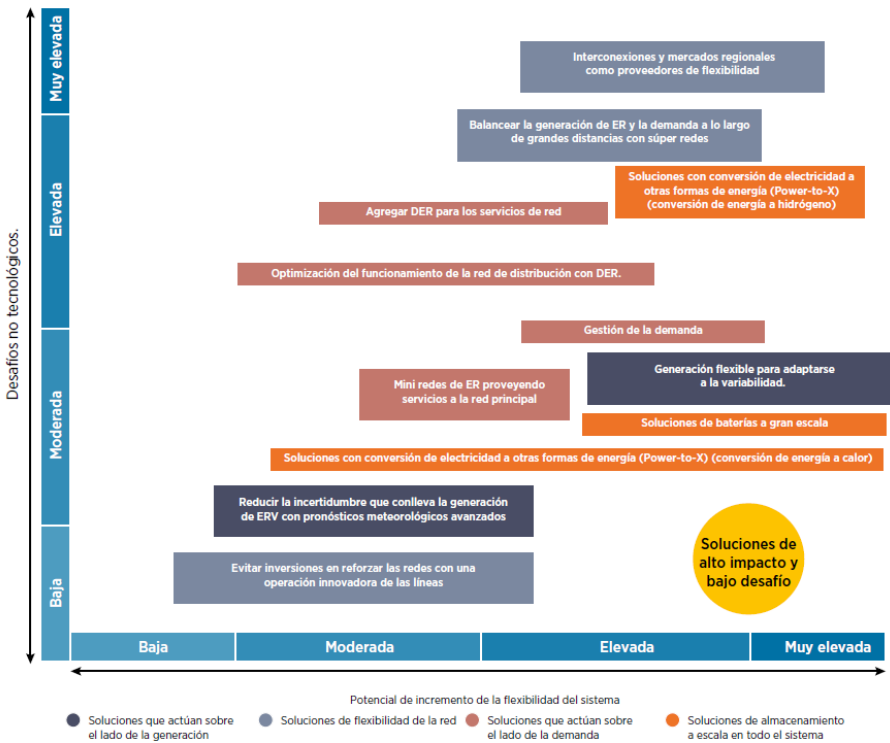 Muy elevada
Elevada
Moderada
Baja
Desafíos no tecnológicos.
Interconexiones y mercados regionales
como proveedores de flexibilidad
Balancear la generación de ER y la demanda a lo largo
de grandes distancias con súper redes
Soluciones con conversión de electricidad a
otras formas de energía (Power-to-X)
(conversión de energía a hidrógeno)
Agregar DER para los servicios de red
Optimización del funcionamiento de la red de distribución con DER.
Gestión de la demanda
Generación flexible para adaptarse
a la variabilidad.
Mini redes de ER proveyendo
servicios a la red principal
Soluciones de baterías a gran escala
Soluciones con conversión de electricidad a otras formas de energía (Power-to-X) (conversión de energía a calor)
Reducir la incertidumbre que conlleva la generación
de ERV con pronósticos meteorológicos avanzados
Evitar inversiones en reforzar las redes con una
operación innovadora de las líneas
Soluciones de
alto impacto y
bajo desafío
Baja
Moderada
Elevada
Muy elevada
Potencial de incremento de la flexibilidad del sistema
Soluciones que actúan sobre
el lado de la generación
Soluciones de flexibilidad de la red
Soluciones que actúan sobre
el lado de la demanda
Soluciones de almacenamiento
a escala en todo el sistema